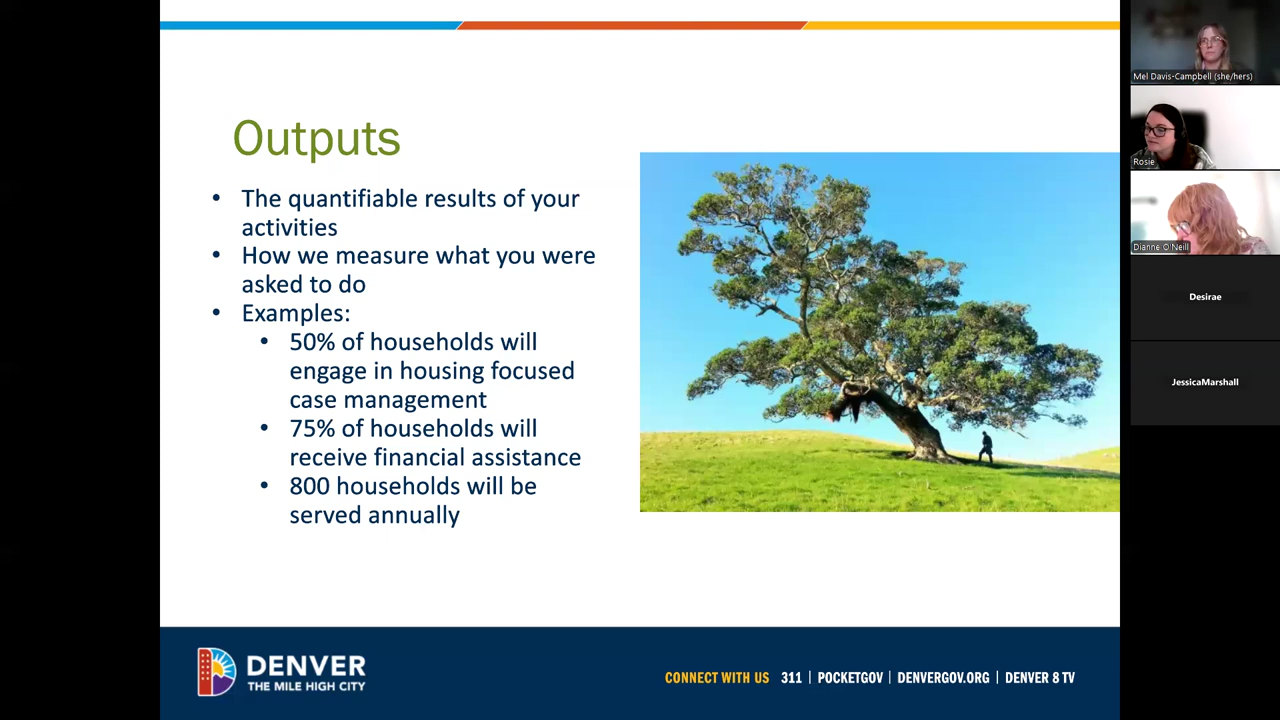 Outputs
• The quantifiable results of your
activities
• How we measure what you were
asked to do
• Examples:
• 50% of households will
engage in housing focused
case management
• 75% of households will
receive financial assistance
• 800 households will be
served annually
DENVER
THE MILE HIGH CITY
CONNECT WITH US 311 | POCKETGOV | DENVERGOV.ORG | DENVER 8 TV
Mel Davis-Campbell (she/hers)
Rosie
Dianne O'Neill
Desirae
JessicaMarshall